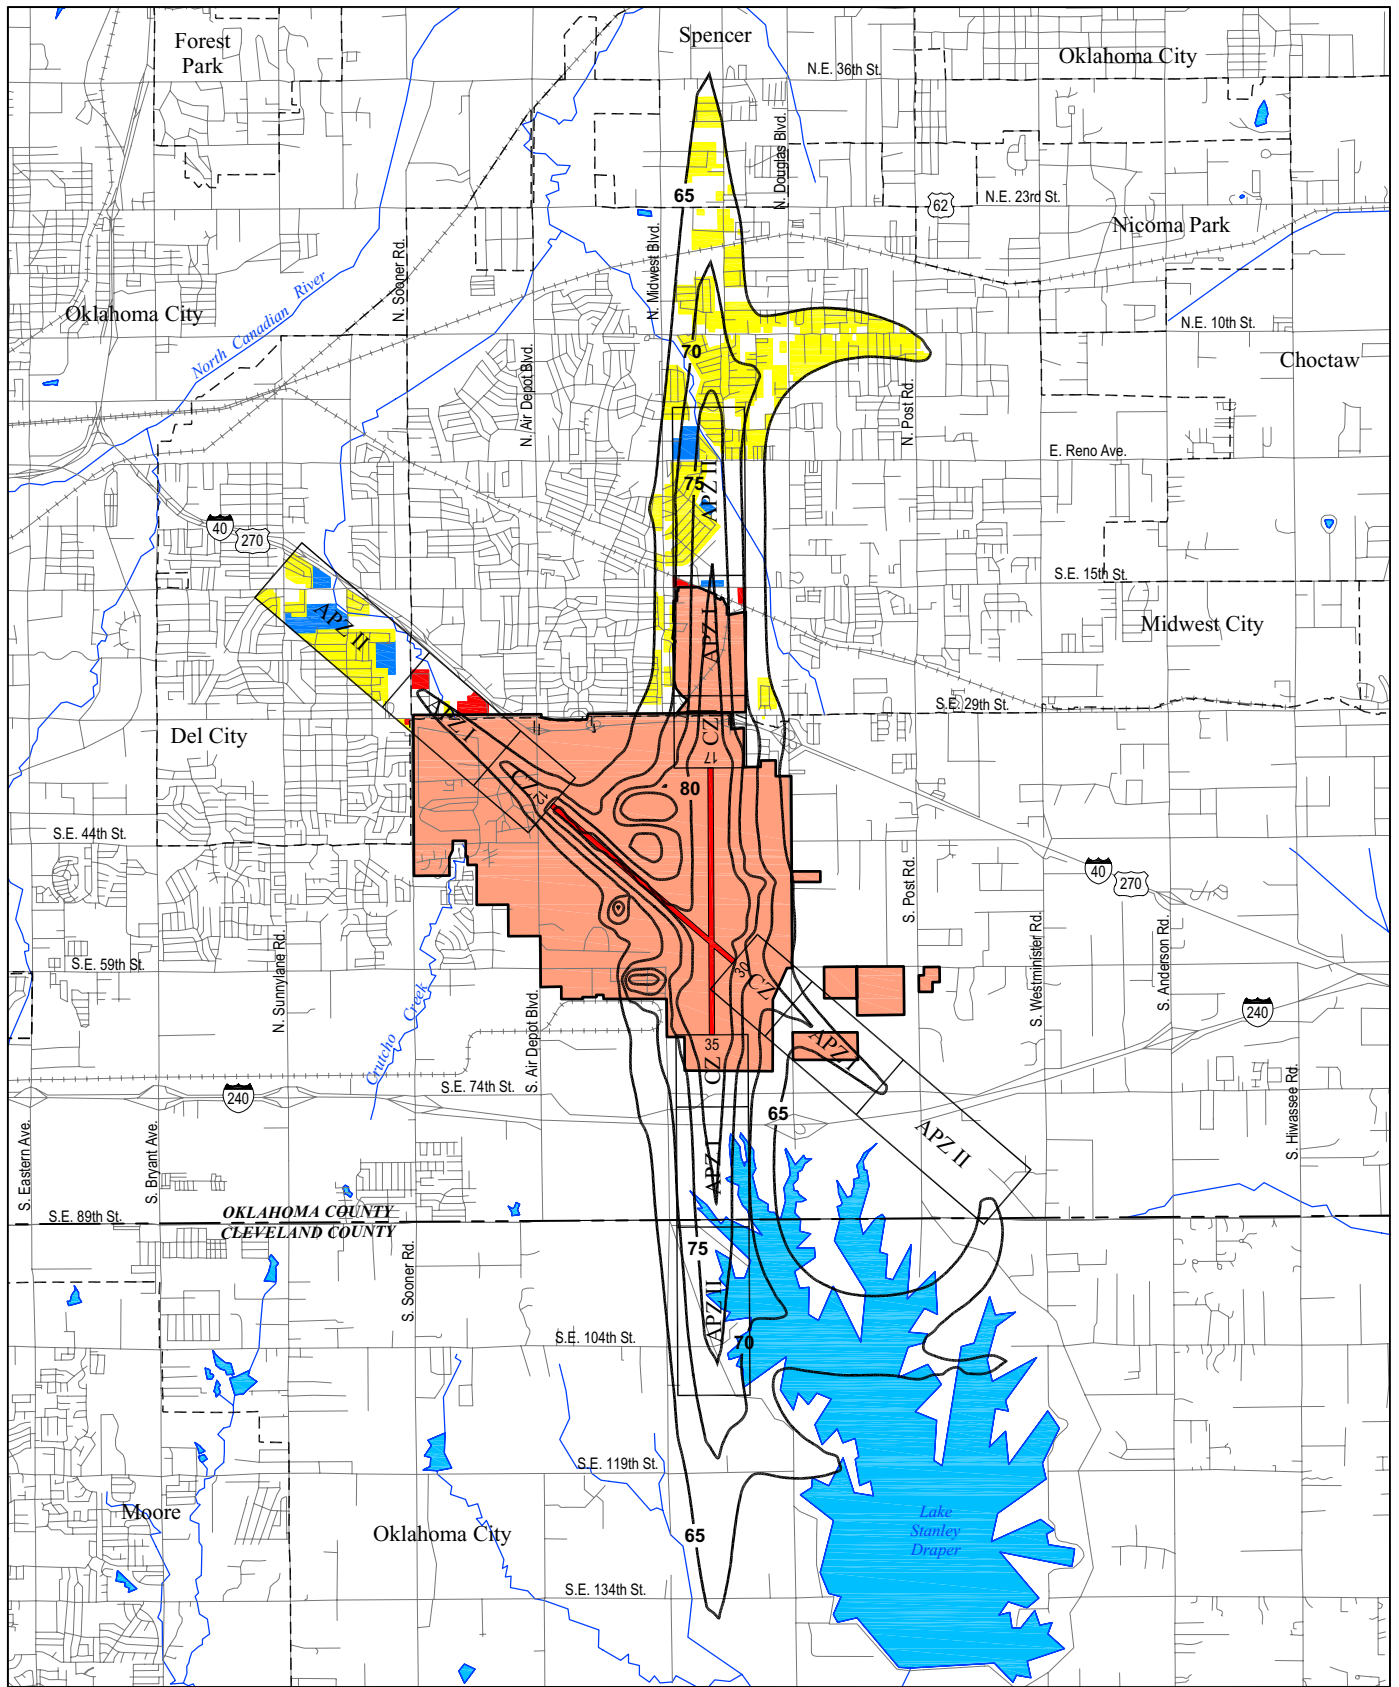 Forest
Park
Spencer
Oklahoma City
N.E. 36th St.
N. Douglas Blvd.
65
62
N.E. 23rd St.
Nicoma Park
N. Sooner Rd.
N. Midwest Blvd.
North Canadian River
Oklahoma City
N.E. 10th St.
70
Choctaw
N. Air Depot Blvd.
N. Post Rd.
E. Reno Ave.
75
APZ II
40
270
S.E. 15th St.
APZ II
APZ I
Midwest City
S.E. 29th St.
APZ I
Del City
CZ
17
CZ
12
80
S.E. 44th St.
S. Post Rd.
40
270
N. Sunnylane Rd.
S.E. 59th St.
S. Westminister Rd.
S. Anderson Rd.
30
CZ
Crutcho Creek
S. Air Depot Blvd.
240
35
CZ
APZ I
S.E. 74th St.
240
65
S. Hiwassee Rd.
S. Eastern Ave.
S. Bryant Ave.
APZ I
APZ II
OKLAHOMA COUNTY
S.E. 89th St.
CLEVELAND COUNTY
75
S. Sooner Rd.
APZ II
S.E. 104th St.
70
S.E. 119th St.
Moore
Oklahoma City
65
Lake
Stanley
Draper
S.E. 134th St.